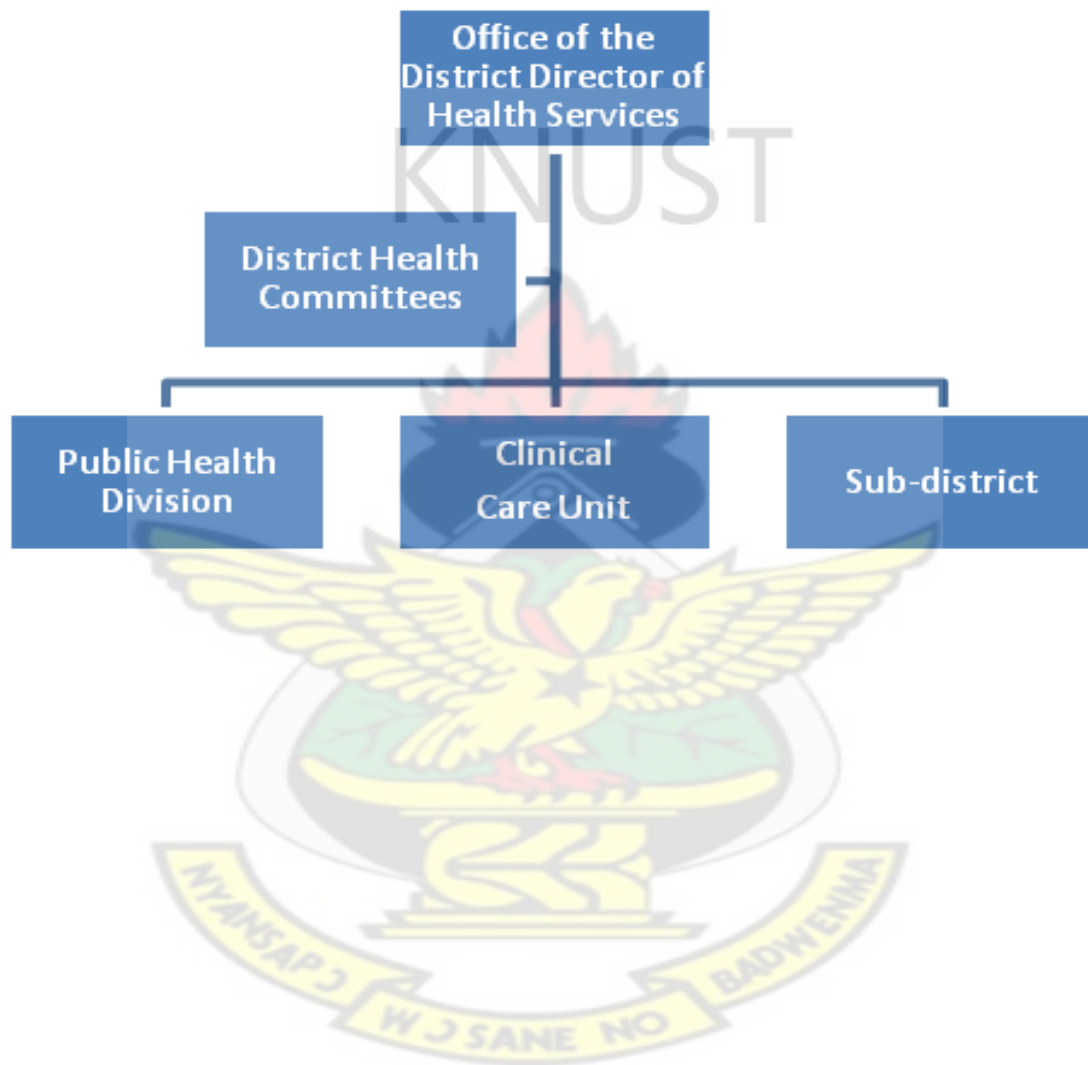 Office of the
District Director of
Health Services
KNUST
District Health
Committees
Public Health
Division
Clinical
Care Unit
Sub-district
NYANSAPƆ
WƆSANE NO
BADWENMA